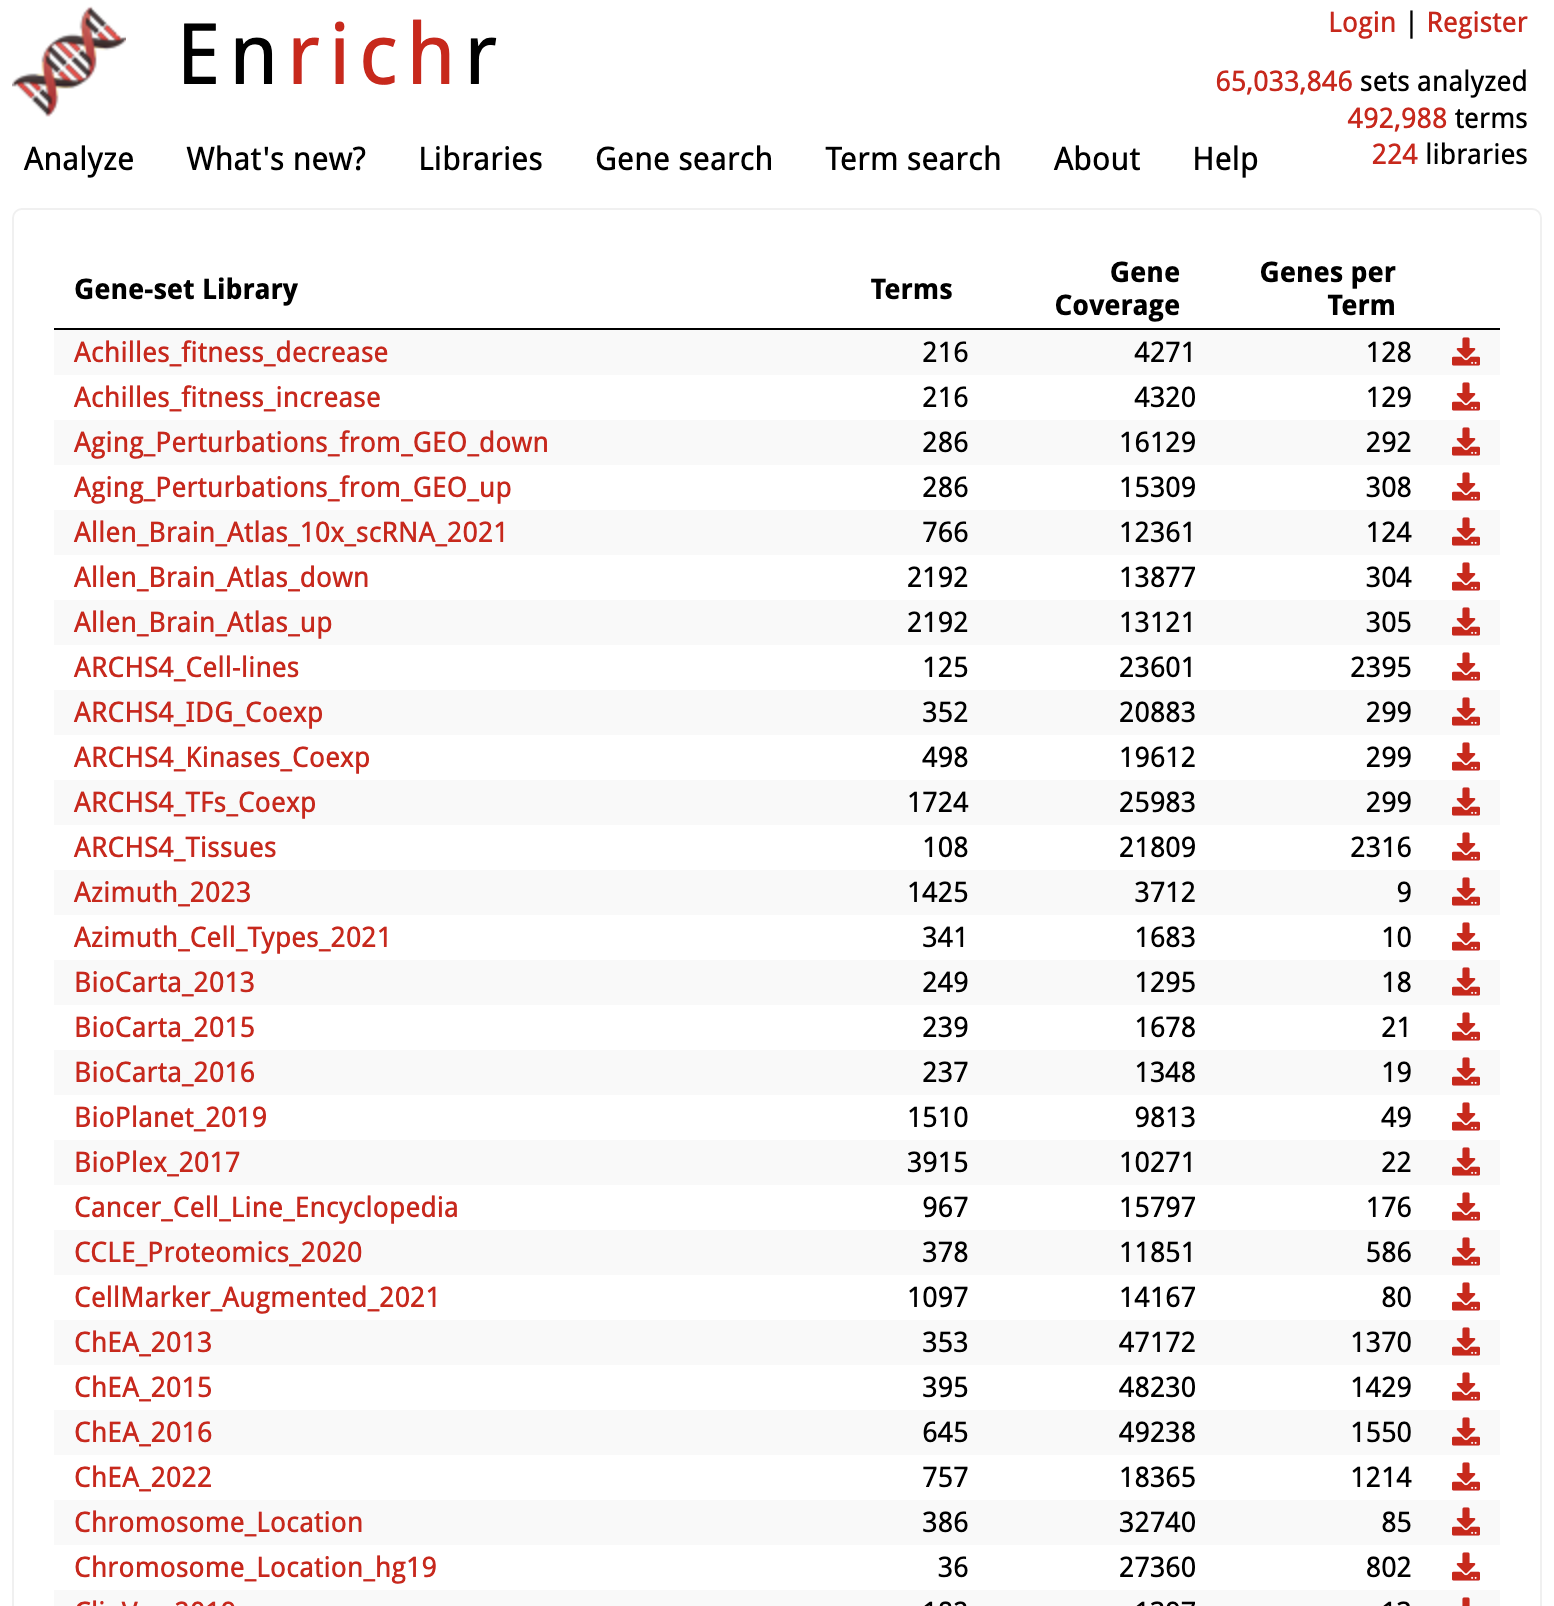 Enrichr
Login | Register
65,033,846 sets analyzed
492,988 terms
224 libraries
Analyze What's new? Libraries Gene search Term search About Help
Gene-set Library Terms Gene Coverage Genes per Term
Achilles_fitness_decrease 216 4271 128
Achilles_fitness_increase 216 4320 129
Aging_Perturbations_from_GEO_down 286 16129 292
Aging_Perturbations_from_GEO_up 286 15309 308
Allen_Brain_Atlas_10x_scRNA_2021 766 12361 124
Allen_Brain_Atlas_down 2192 13877 304
Allen_Brain_Atlas_up 2192 13121 305
ARCHS4_Cell-lines 125 23601 2395
ARCHS4_IDG_Coexp 352 20883 299
ARCHS4_Kinases_Coexp 498 19612 299
ARCHS4_TFs_Coexp 1724 25983 299
ARCHS4_Tissues 108 21809 2316
Azimuth_2023 1425 3712 9
Azimuth_Cell_Types_2021 341 1683 10
BioCarta_2013 249 1295 18
BioCarta_2015 239 1678 21
BioCarta_2016 237 1348 19
BioPlanet_2019 1510 9813 49
BioPlex_2017 3915 10271 22
Cancer_Cell_Line_Encyclopedia 967 15797 176
CCLE_Proteomics_2020 378 11851 586
CellMarker_Augmented_2021 1097 14167 80
ChEA_2013 353 47172 1370
ChEA_2015 395 48230 1429
ChEA_2016 645 49238 1550
ChEA_2022 757 18365 1214
Chromosome_Location 386 32740 85
Chromosome_Location_hg19 36 27360 802